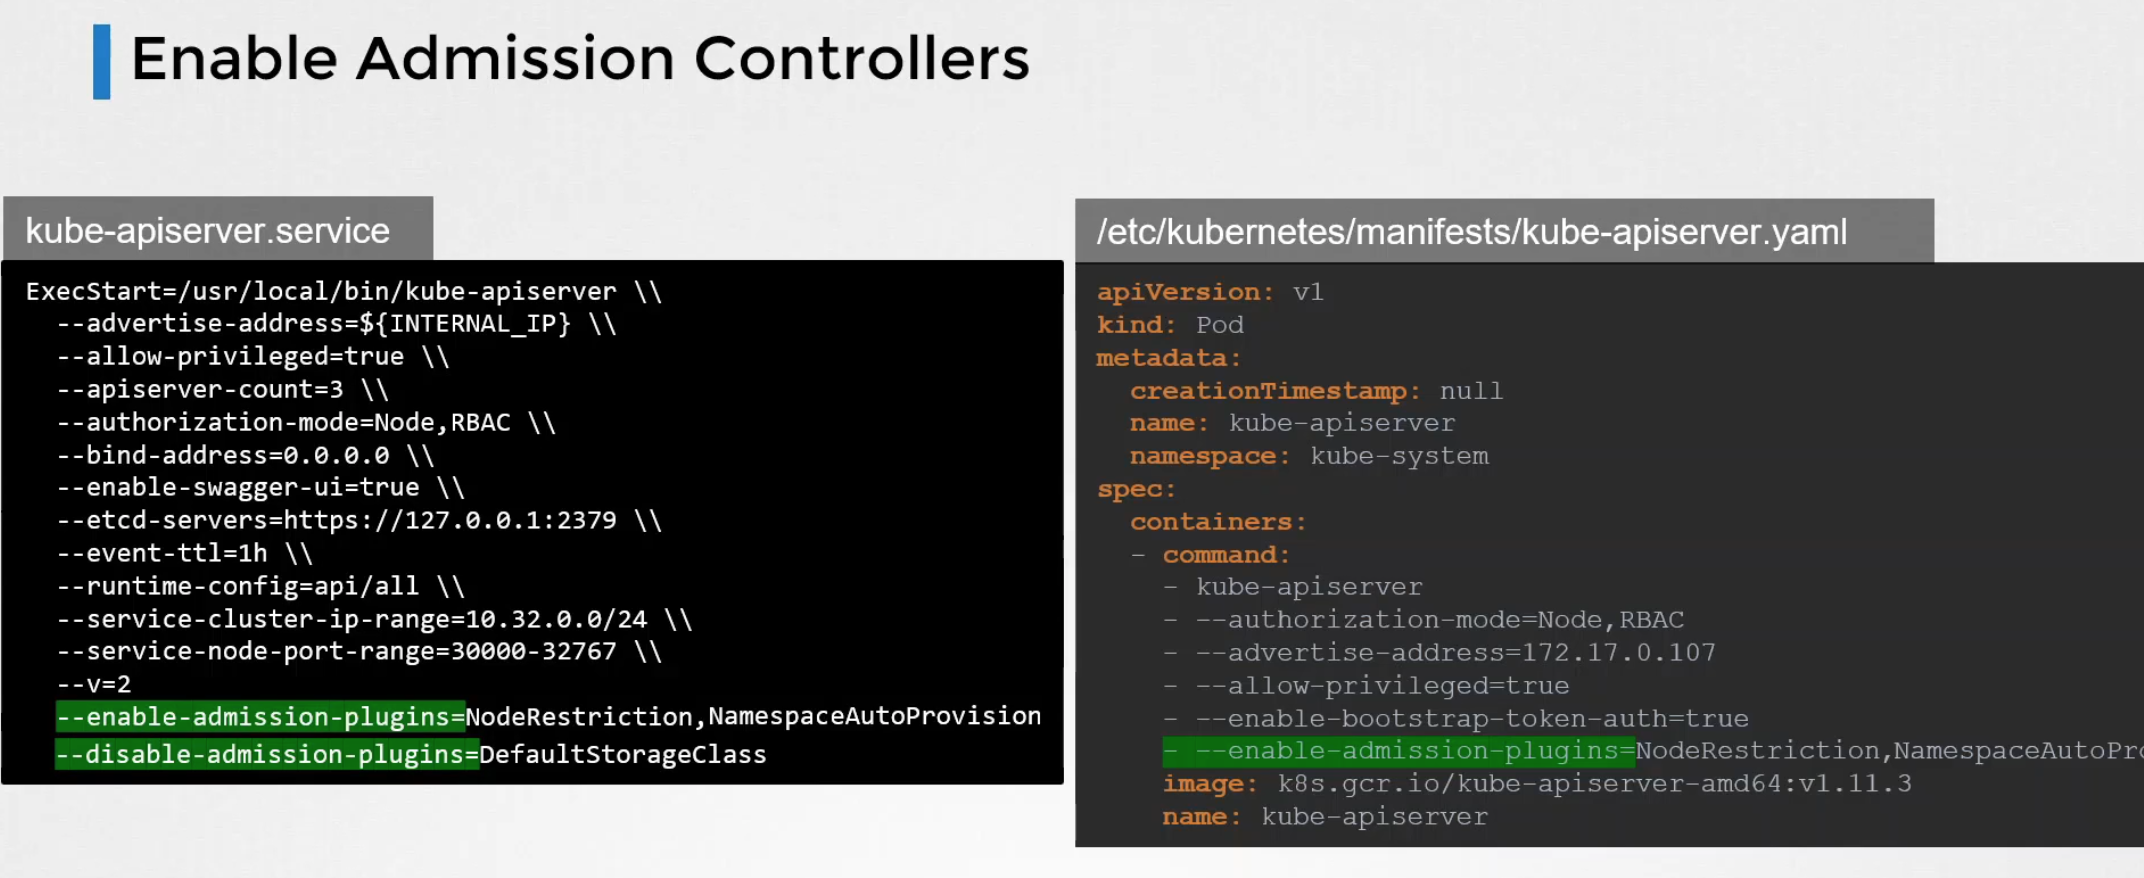 Enable Admission Controllers
kube-apiserver.service
ExecStart=/usr/local/bin/kube-apiserver \\
--advertise-address=${INTERNAL_IP} \\
--allow-privileged=true \\
--apiserver-count=3 \\
--authorization-mode=Node,RBAC \\
--bind-address=0.0.0.0 \\
--enable-swagger-ui=true \\
--etcd-servers=https://127.0.0.1:2379 \\
--event-ttl=1h \\
--runtime-config=api/all \\
--service-cluster-ip-range=10.32.0.0/24 \\
--service-node-port-range=30000-32767 \\
--v=2
--enable-admission-plugins=NodeRestriction,NamespaceAutoProvision
--disable-admission-plugins=DefaultStorageClass
/etc/kubernetes/manifests/kube-apiserver.yaml
apiVersion: v1
kind: Pod
metadata:
creationTimestamp: null
name: kube-apiserver
namespace: kube-system
spec:
containers:
- command:
- kube-apiserver
- --authorization-mode=Node,RBAC
- --advertise-address=172.17.0.107
- --allow-privileged=true
- --enable-bootstrap-token-auth=true
- --enable-admission-plugins=NodeRestriction,NamespaceAutoPro
image: k8s.gcr.io/kube-apiserver-amd64:v1.11.3
name: kube-apiserver